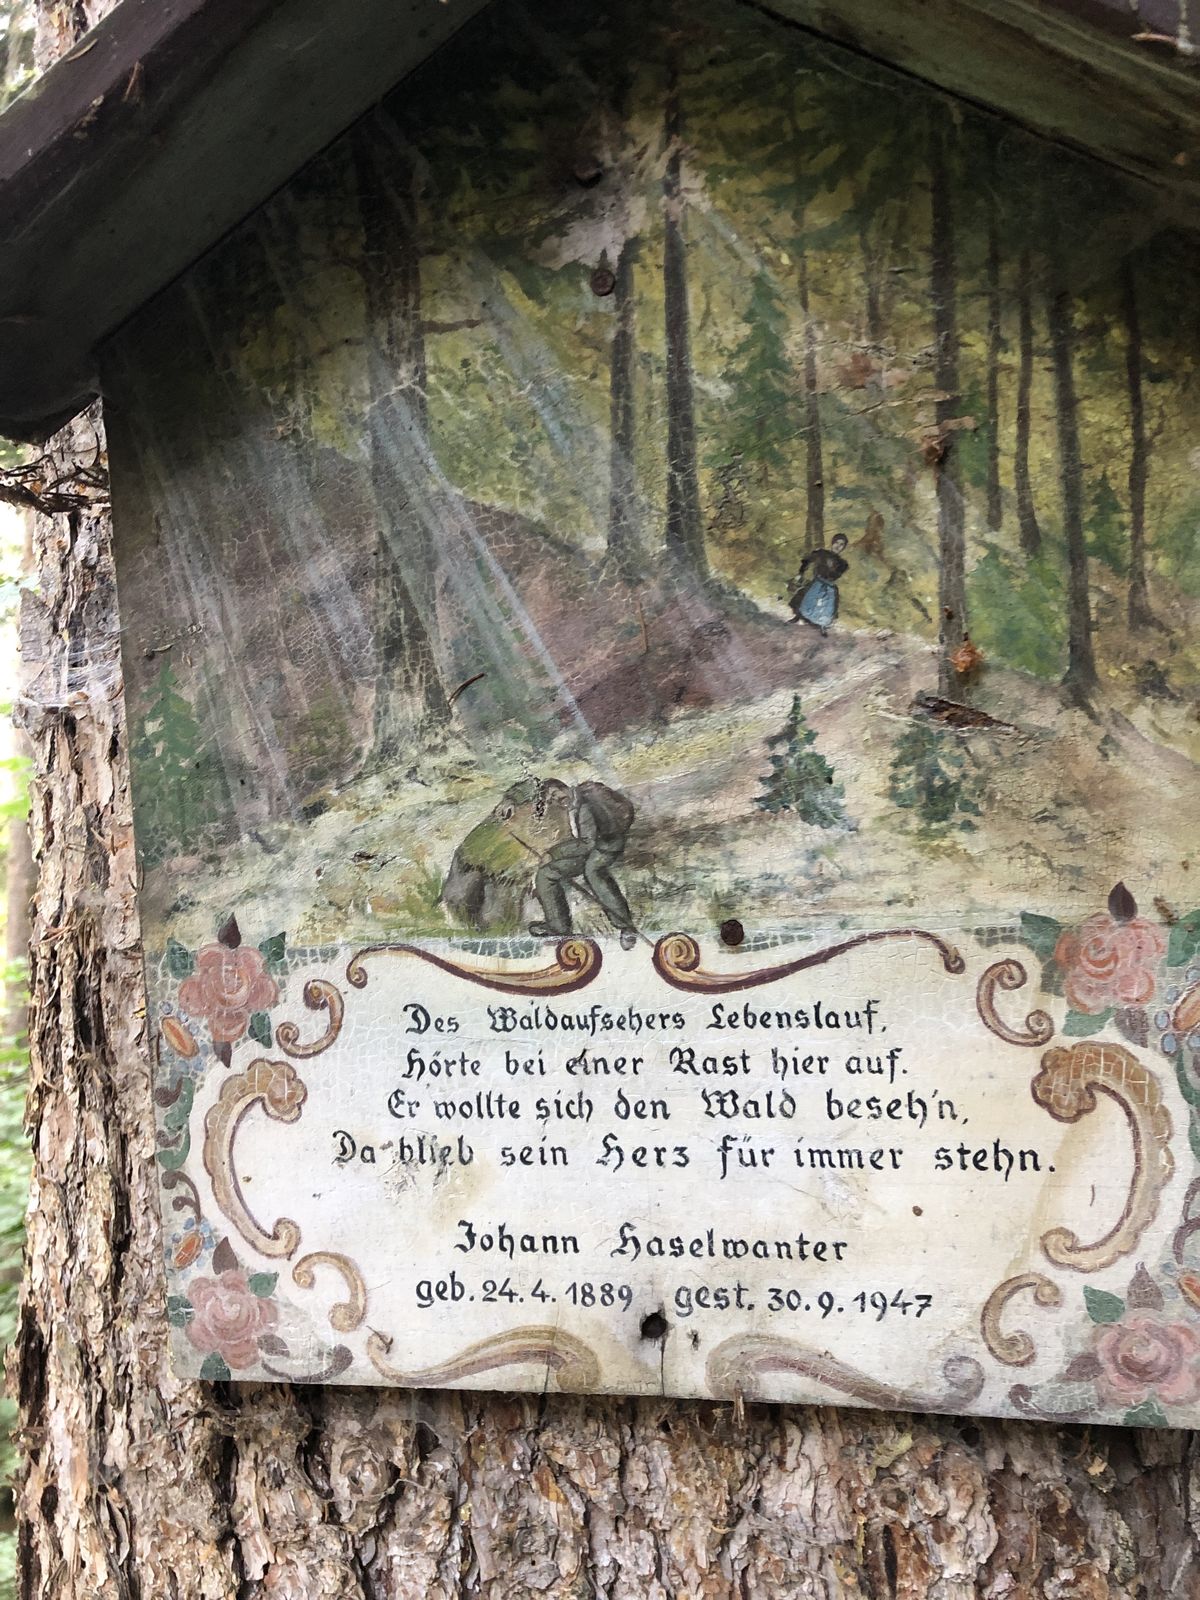 Des Waldaufsehers Lebenslauf,
Hörte bei einer Rast hier auf.
Er wollte sich den Wald beseh'n,
Da blieb sein Herz für immer stehn.
Johann Haselwanter
geb. 24. 4. 1889 gest. 30. 9. 1947